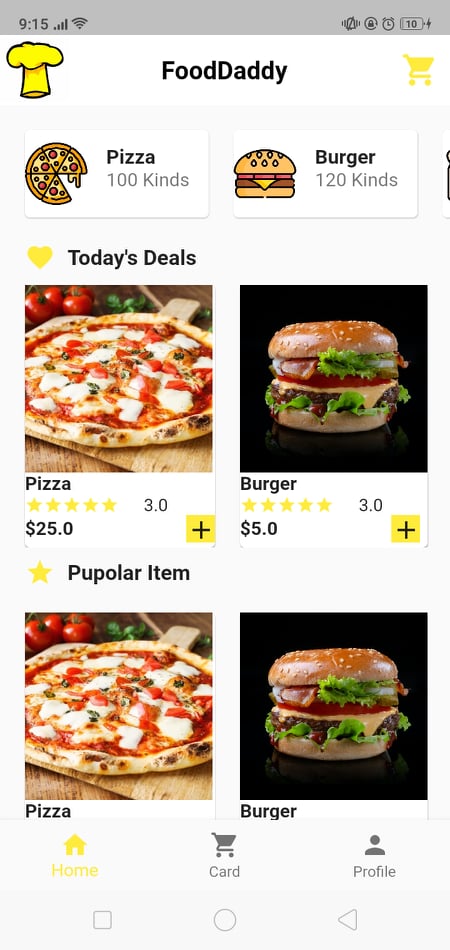 9:15
10
FoodDaddy
Pizza
100 Kinds
Burger
120 Kinds
Today's Deals
Pizza
3.0
$25.0
Burger
3.0
$5.0
Pupolar Item
Pizza
Burger
Home
Card
Profile